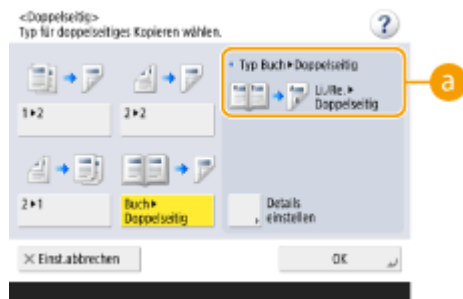 <Doppelseitig>
Typ für doppelseitiges Kopieren wählen.
?
Typ Buch▶Doppelseitig
Li./Re.▶
Doppelseitig
a
1▶2
2▶2
2▶1
Buch▶
Doppelseitig
Details
einstellen
× Einst.abbrechen
OK